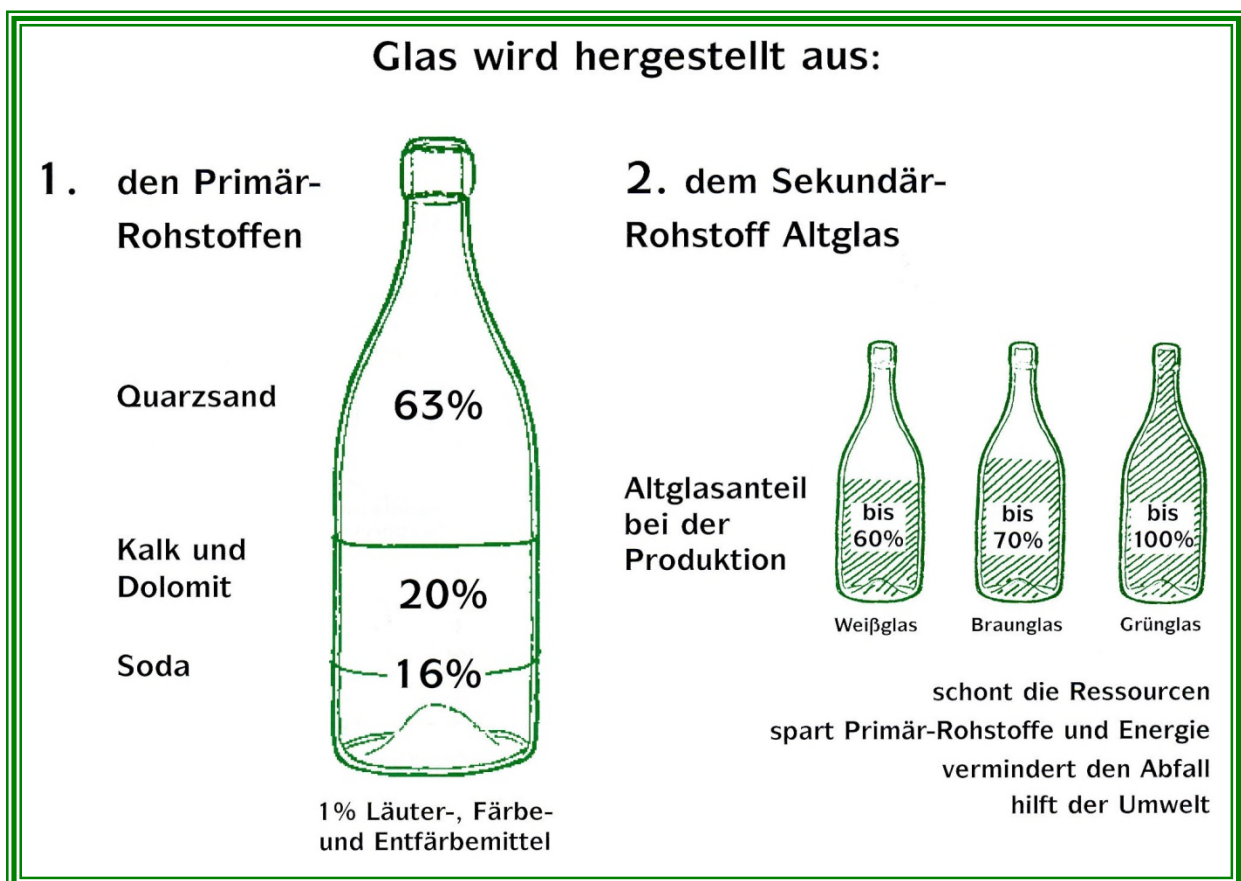 Glas wird hergestellt aus:
1. den Primär-
Rohstoffen
Quarzsand
63%
Kalk und
Dolomit
20%
Soda
16%
1% Läuter-, Färbe-
und Entfärbemittel
2. dem Sekundär-
Rohstoff Altglas
Altglasanteil
bei der
Produktion
bis
60%
Weißglas
bis
70%
Braunglas
bis
100%
Grünglas
schont die Ressourcen
spart Primär-Rohstoffe und Energie
vermindert den Abfall
hilft der Umwelt